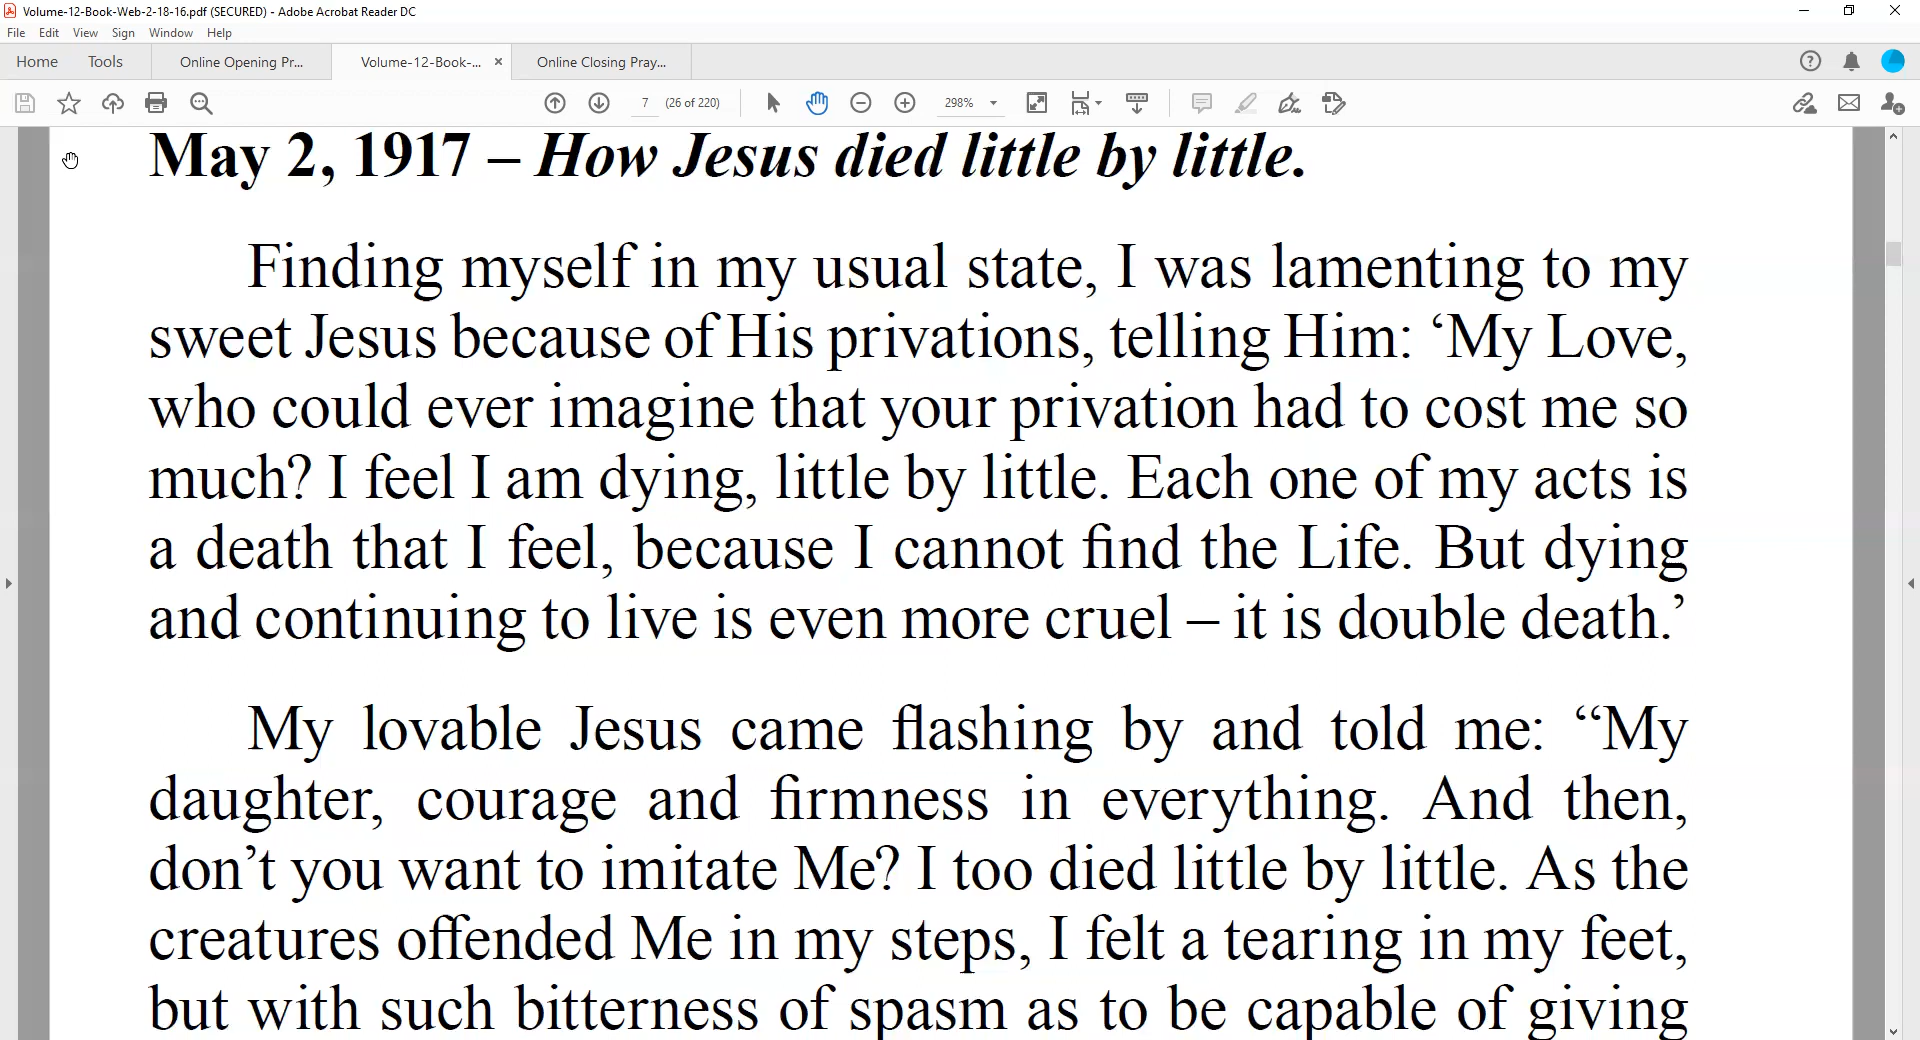 Volume-12-Book-Web-2-18-16.pdf (SECURED) - Adobe Acrobat Reader DC
File Edit View Sign Window Help
Home Tools Online Opening Pr... Volume-12-Book-... × Online Closing Pray...
7 (26 of 220) 298%
May 2, 1917 – How Jesus died little by little.
Finding myself in my usual state, I was lamenting to my
sweet Jesus because of His privations, telling Him: ‘My Love,
who could ever imagine that your privation had to cost me so
much? I feel I am dying, little by little. Each one of my acts is
a death that I feel, because I cannot find the Life. But dying
and continuing to live is even more cruel – it is double death.’
My lovable Jesus came flashing by and told me: “My
daughter, courage and firmness in everything. And then,
don’t you want to imitate Me? I too died little by little. As the
creatures offended Me in my steps, I felt a tearing in my feet,
but with such bitterness of spasm as to be capable of giving